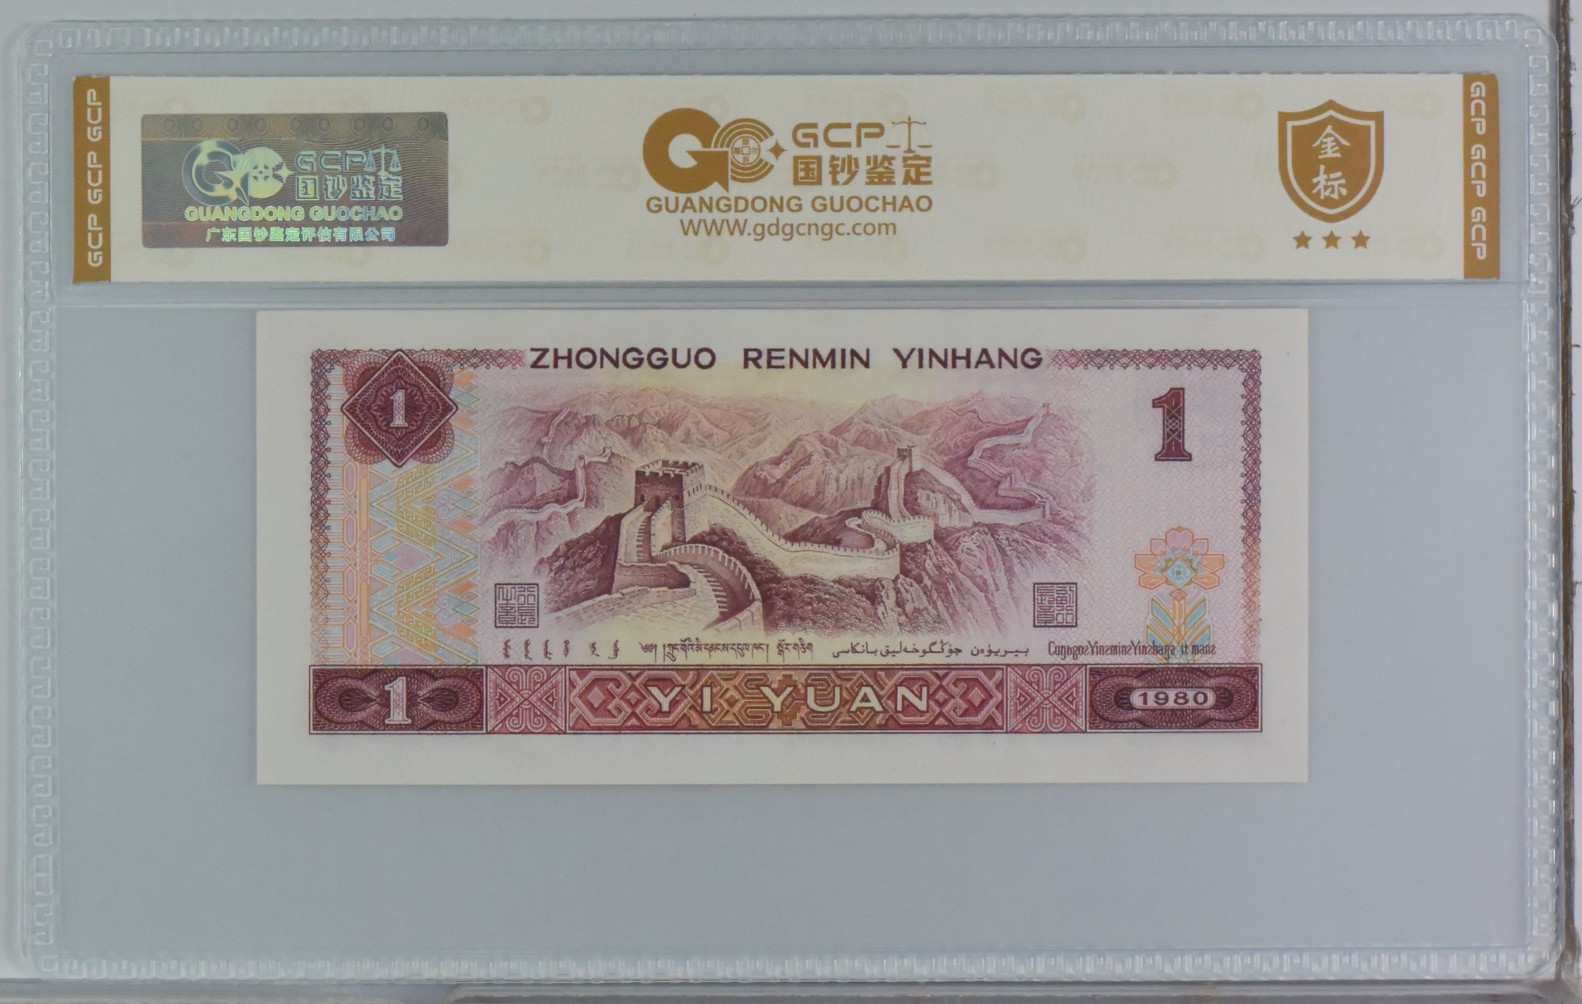 GCP GCP GCP
GCP
国钞鉴定
GUANGDONG GUOCHAO
广东国钞鉴定评估有限公司
GCP
国钞鉴定
GUANGDONG GUOCHAO
WWW.gdgcngc.com
金标
GCP GCP GCP
ZHONGGUO RENMIN YINHANG
1
1
YI YUAN
1
1980